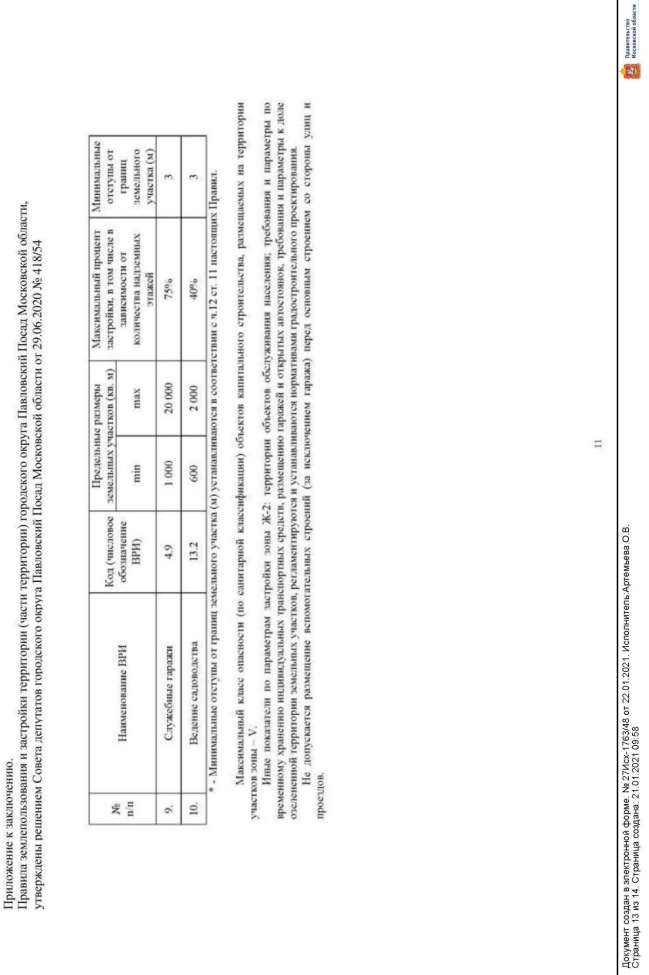 Приложение к заключению.
Правила землепользования и застройки территории (части территории) городского округа Павловский Посад Московской области,
утверждены решением Совета депутатов городского округа Павловский Посад Московской области от 29.06.2020 № 418/54
№ п/п
Наименование ВРИ
Код (числовое обозначение ВРИ)
Предельные размеры земельных участков (кв. м)
min
max
Максимальный процент застройки, в том числе в зависимости от количества надземных этажей
Минимальные отступы от границ земельного участка (м)
9. Служебные гаражи 4.9 1 000 20 000 75% 3
10. Ведение садоводства 13.2 600 2 000 40% 3
* - Минимальные отступы от границ земельного участка (м) устанавливаются в соответствии с ч.12 ст. 11 настоящих Правил.
Максимальный класс опасности (по санитарной классификации) объектов капитального строительства, размещаемых на территории
участков зоны – V.
Иные показатели по параметрам застройки зоны Ж-2: территории объектов обслуживания населения; требования и параметры по
временному хранению индивидуальных транспортных средств, размещению гаражей и открытых автостоянок, требования и параметры к доле
озелененной территории земельных участков, регламентируются и устанавливаются нормативами градостроительного проектирования.
Не допускается размещение вспомогательных строений (за исключением гаража) перед основным строением со стороны улиц и
проездов.
11
Документ создан в электронной форме. № 27Исх-1763/48 от 22.01.2021. Исполнитель:Артемьева О.В.
Страница 13 из 14. Страница создана: 21.01.2021 09:56
Правительство
Московской области